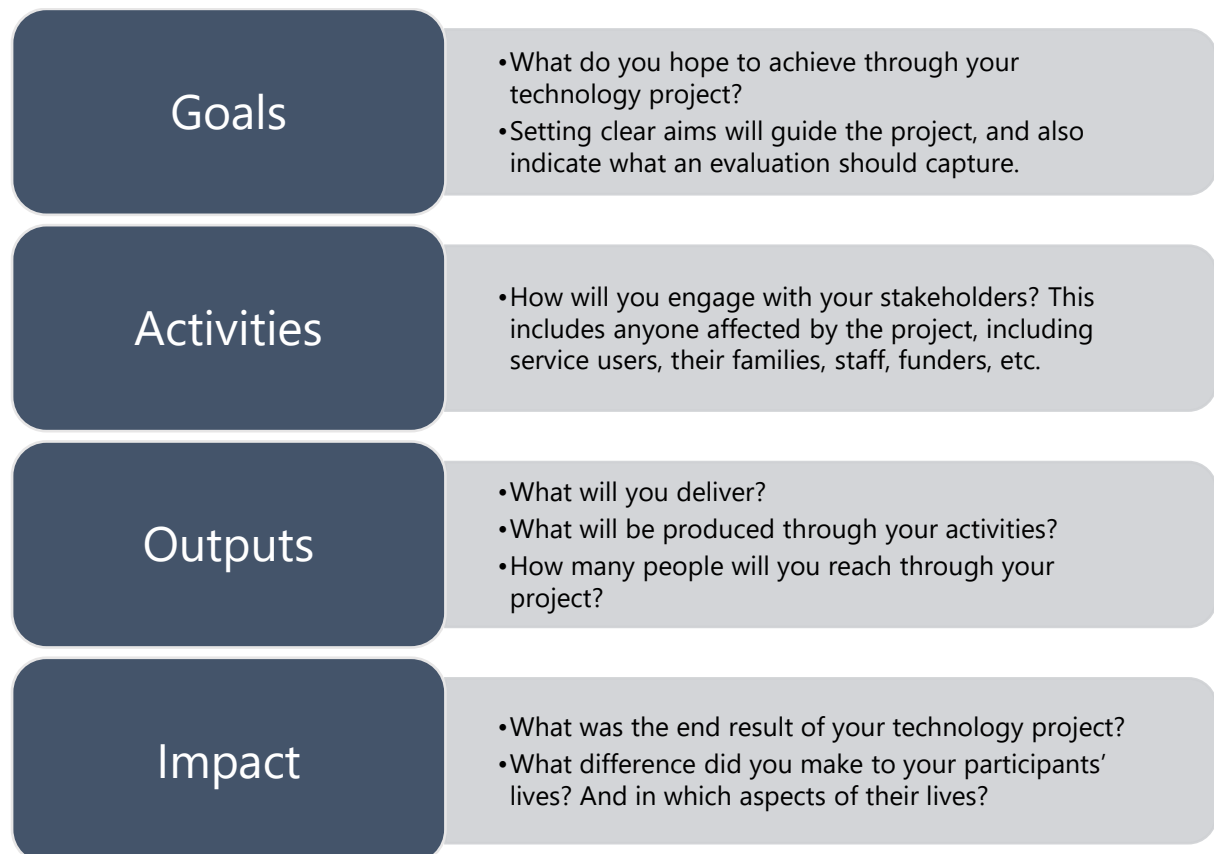 Goals
•What do you hope to achieve through your
technology project?
•Setting clear aims will guide the project, and also
indicate what an evaluation should capture.
Activities
•How will you engage with your stakeholders? This
includes anyone affected by the project, including
service users, their families, staff, funders, etc.
Outputs
•What will you deliver?
•What will be produced through your activities?
•How many people will you reach through your
project?
Impact
•What was the end result of your technology project?
•What difference did you make to your participants’
lives? And in which aspects of their lives?